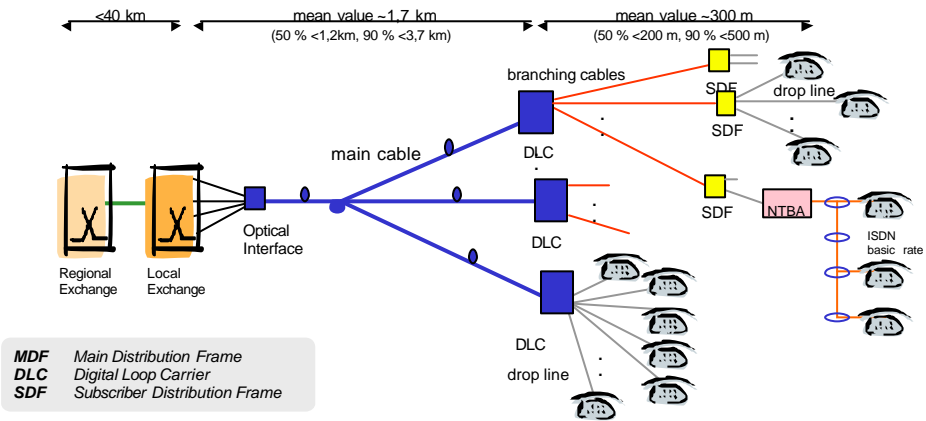 <40 km
mean value ~1,7 km
mean value ~300 m
(50 % <1,2km, 90 % <3,7 km)
(50 % <200 m, 90 % <500 m)
branching cables
SDF
drop line
SDF
main cable
DLC
SDF
NTBA
DLC
Optical
Interface
ISDN
basic rate
Regional
Exchange
Local
Exchange
DLC
drop line
MDF Main Distribution Frame
DLC Digital Loop Carrier
SDF Subscriber Distribution Frame